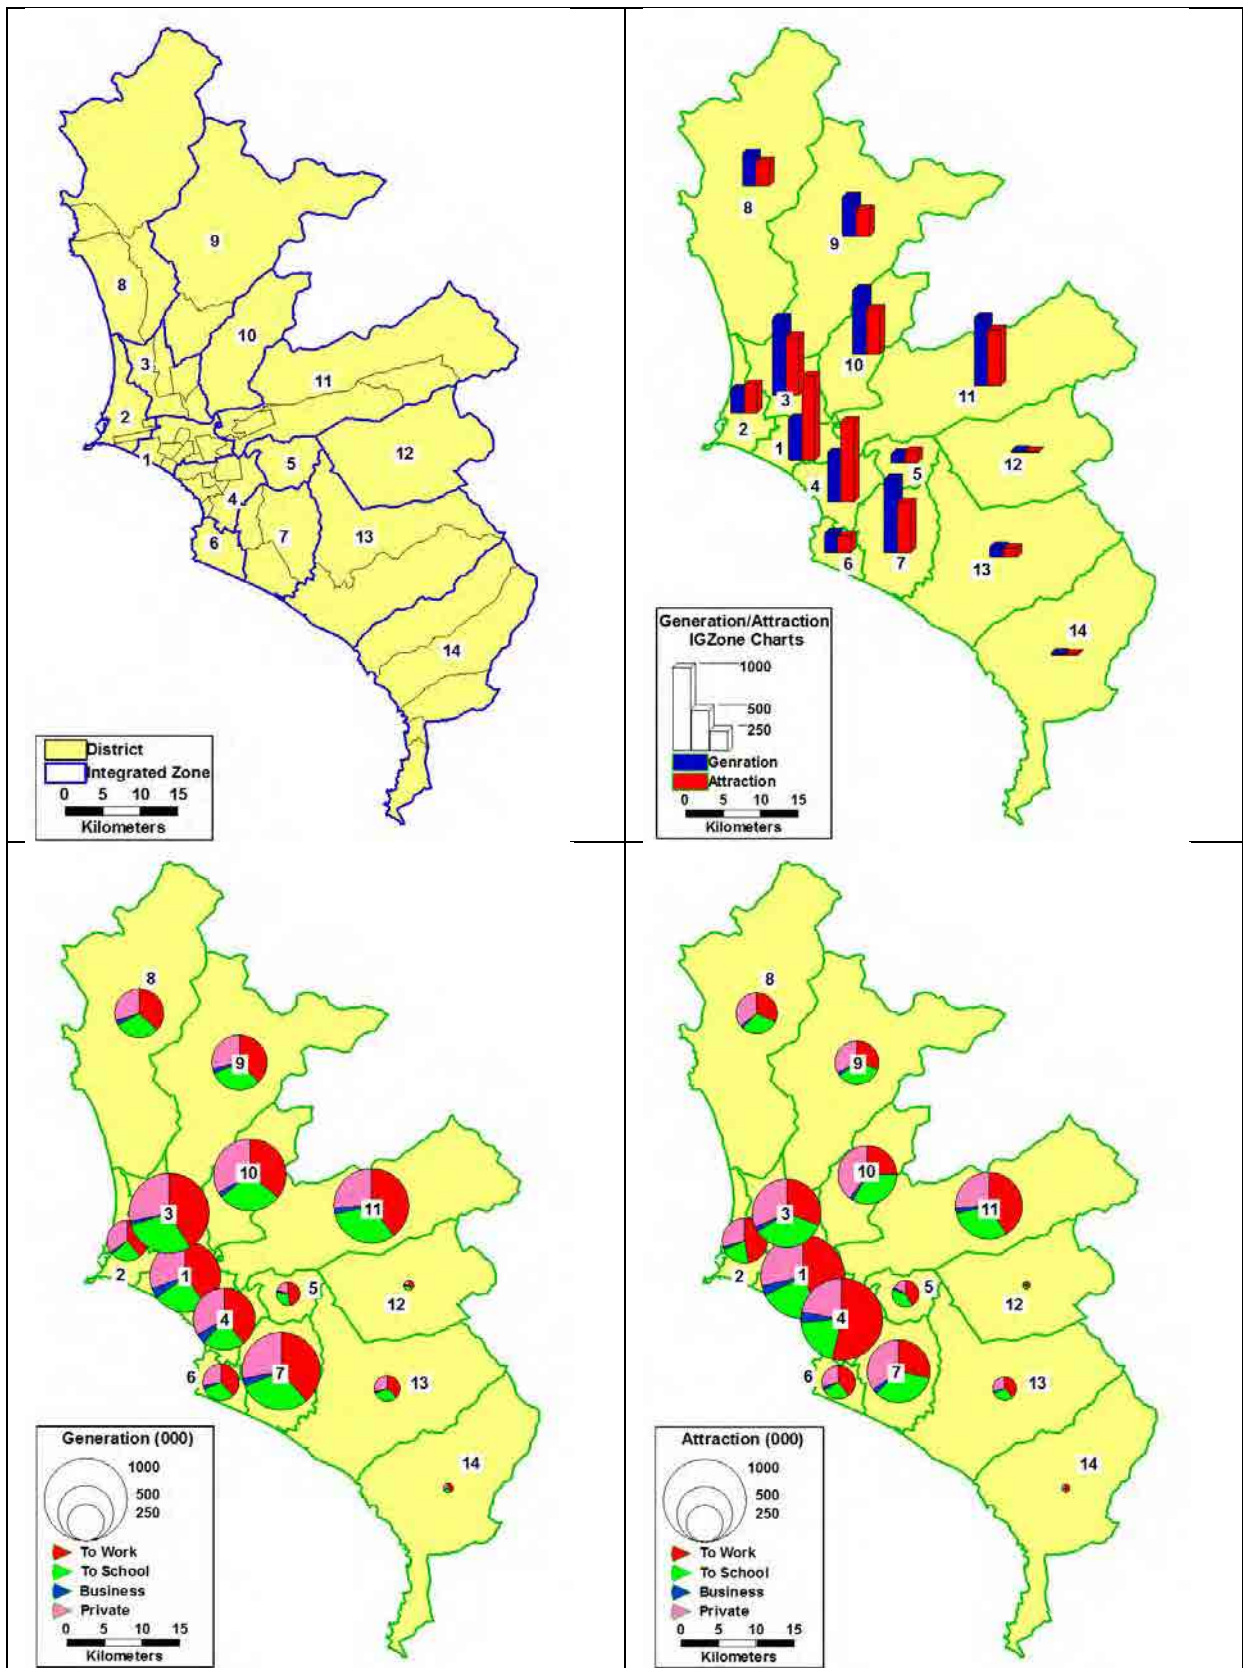 8
9
10
3
11
2
1
5
12
4
6
7
13
14
District
Integrated Zone
0 5 10 15
Kilometers
8
9
10
11
3
2
1
5
12
4
6
7
13
14
Generation/Attraction
IGZone Charts
1000
500
250
Genration
Attraction
0 5 10 15
Kilometers
8
9
10
3
11
2
1
5
12
4
6
7
13
14
Generation (000)
1000
500
250
To Work
To School
Business
Private
0 5 10 15
Kilometers
8
9
10
3
11
2
1
5
12
4
6
7
13
14
Attraction (000)
1000
500
250
To Work
To School
Business
Private
0 5 10 15
Kilometers